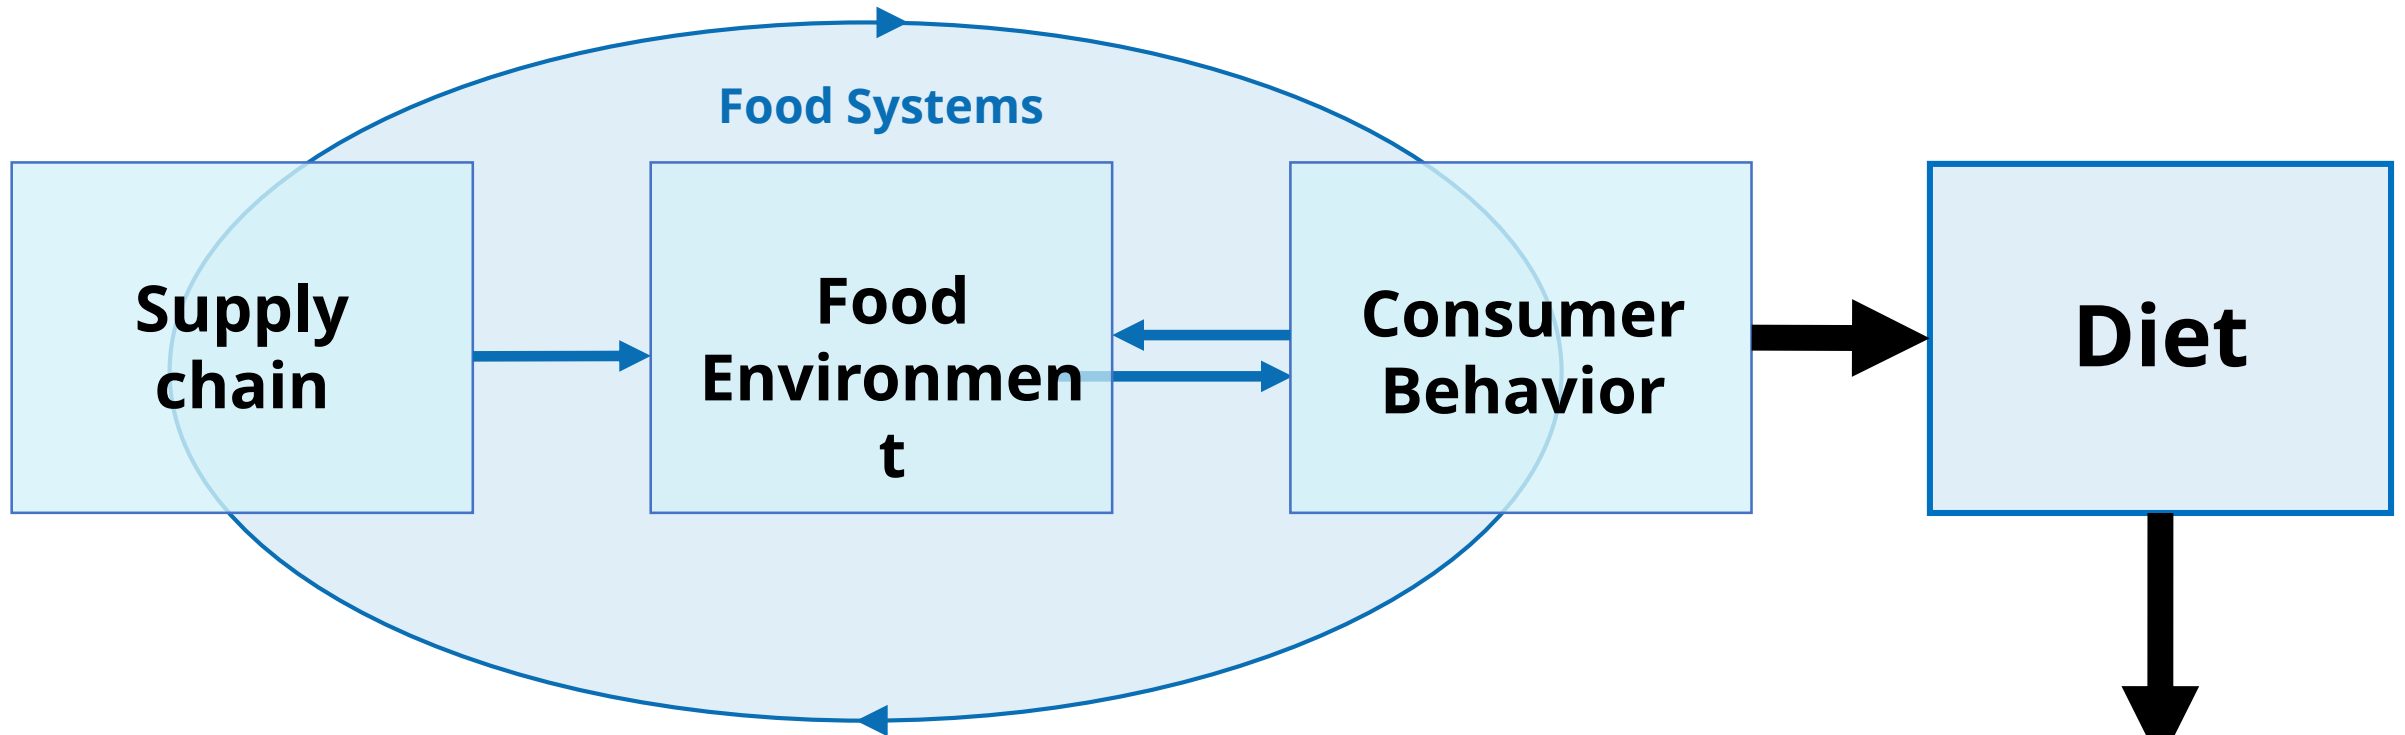 Food Systems
Supply
chain
Food
Environmen
t
Consumer
Behavior
Diet